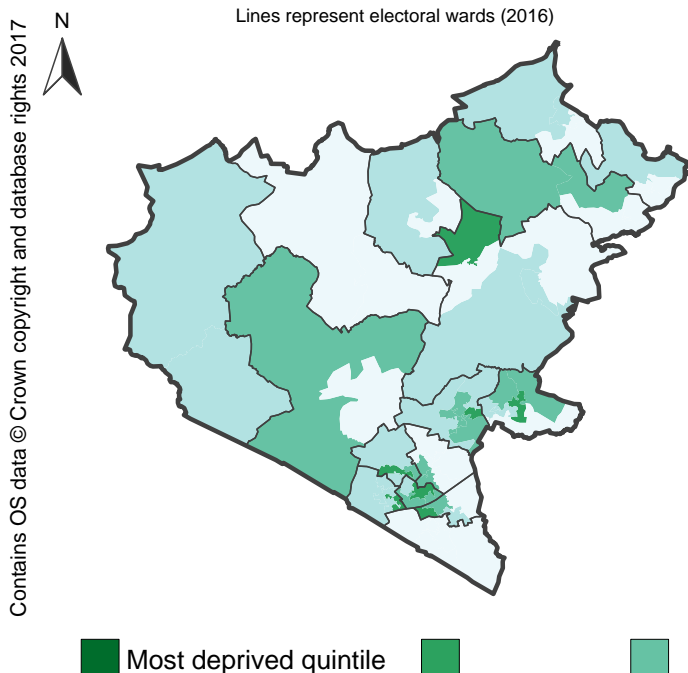 Lines represent electoral wards (2016)
N
Contains OS data © Crown copyright and database rights 2017
Most deprived quintile